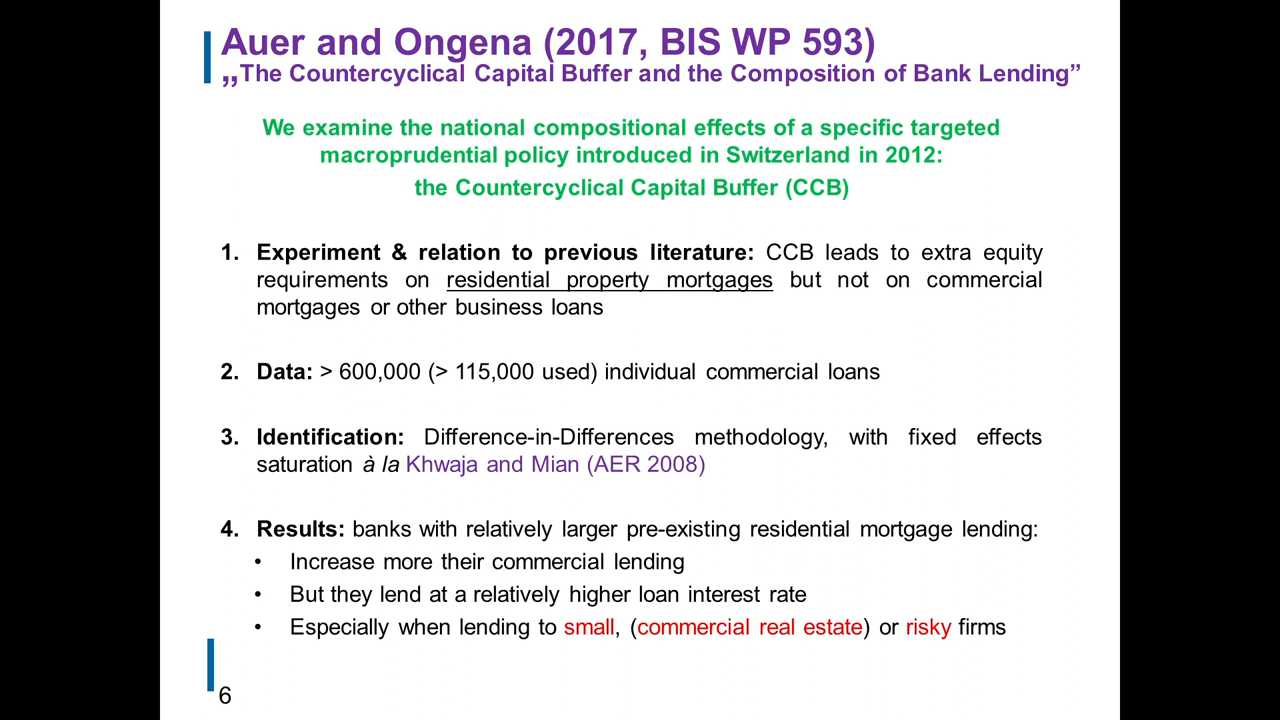 Auer and Ongena (2017, BIS WP 593)
„The Countercyclical Capital Buffer and the Composition of Bank Lending”
We examine the national compositional effects of a specific targeted
macroprudential policy introduced in Switzerland in 2012:
the Countercyclical Capital Buffer (CCB)
1. Experiment & relation to previous literature: CCB leads to extra equity
requirements on residential property mortgages but not on commercial
mortgages or other business loans
2. Data: > 600,000 (> 115,000 used) individual commercial loans
3. Identification: Difference-in-Differences methodology, with fixed effects
saturation à la Khwaja and Mian (AER 2008)
4. Results: banks with relatively larger pre-existing residential mortgage lending:
• Increase more their commercial lending
• But they lend at a relatively higher loan interest rate
• Especially when lending to small, (commercial real estate) or risky firms
6